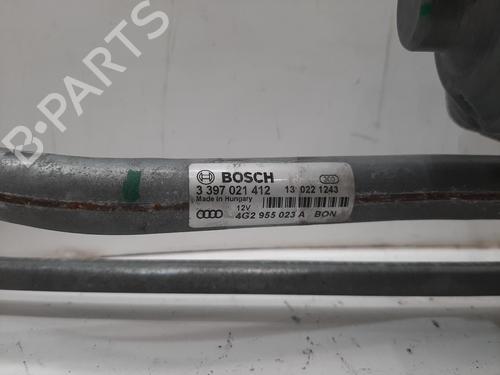 B-PARTS
BOSCH
3 397 021 412 13 022 1243
Made in Hungary
12V
4G2 955 023 A BON